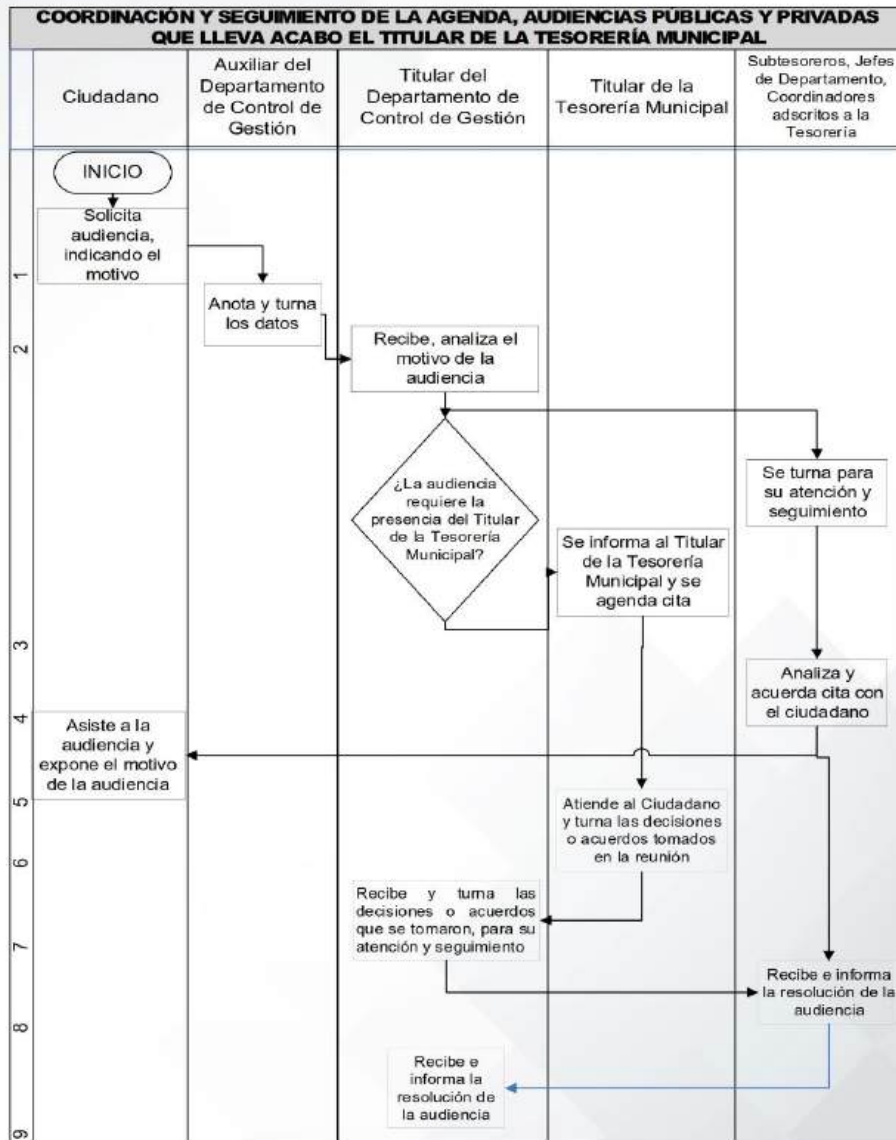 COORDINACIÓN Y SEGUIMIENTO DE LA AGENDA, AUDIENCIAS PÚBLICAS Y PRIVADAS
QUE LLEVA ACABO EL TITULAR DE LA TESORERÍA MUNICIPAL
Ciudadano
Auxiliar del
Departamento
de Control de
Gestión
Titular del
Departamento de
Control de Gestión
Titular de la
Tesorería Municipal
Subtesoreros, Jefes
de Departamento,
Coordinadores
adscritos a la
Tesorería
INICIO
Solicita
audiencia,
indicando el
motivo
1
Anota y turna
los datos
2
Recibe, analiza el
motivo de la
audiencia
¿La audiencia
requiere la
presencia del Titular
de la Tesorería
Municipal?
Se turna para
su atención y
seguimiento
Se informa al Titular
de la Tesorería
Municipal y se
agenda cita
3
Analiza y
acuerda cita con
el ciudadano
4
Asiste a la
audiencia y
expone el motivo
de la audiencia
5
Atiende al Ciudadano
y turna las decisiones
o acuerdos tomados
en la reunión
6
Recibe y turna las
decisiones o acuerdos
que se tomaron, para su
atención y seguimiento
7
Recibe e informa
la resolución de la
audiencia
8
Recibe e
informa la
resolución de
la audiencia
9